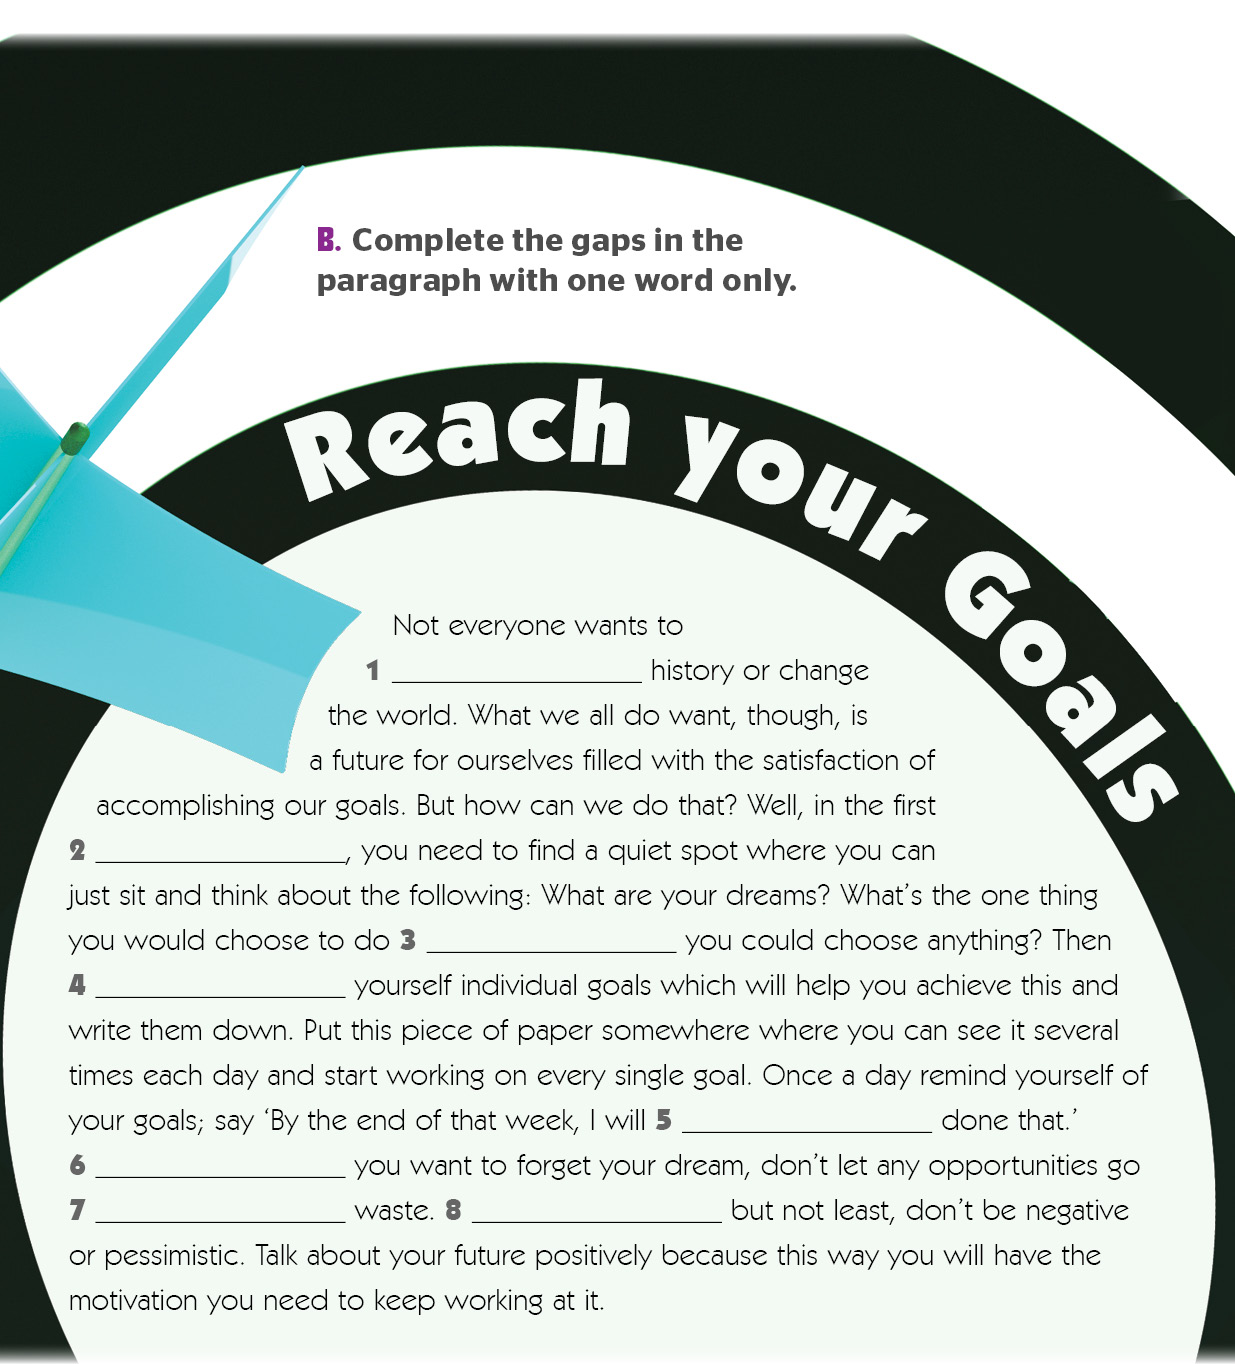 B. Complete the gaps in the
paragraph with one word only.
Reach your Goals
Not everyone wants to
1 ____________________ history or change
the world. What we all do want, though, is
a future for ourselves filled with the satisfaction of
accomplishing our goals. But how can we do that? Well, in the first
2 ____________________, you need to find a quiet spot where you can
just sit and think about the following: What are your dreams? What's the one thing
you would choose to do 3 ____________________ you could choose anything? Then
4 ____________________ yourself individual goals which will help you achieve this and
write them down. Put this piece of paper somewhere where you can see it several
times each day and start working on every single goal. Once a day remind yourself of
your goals; say ‘By the end of that week, I will 5 ____________________ done that.’
6 ____________________ you want to forget your dream, don't let any opportunities go
7 ____________________ waste. 8 ____________________ but not least, don't be negative
or pessimistic. Talk about your future positively because this way you will have the
motivation you need to keep working at it.